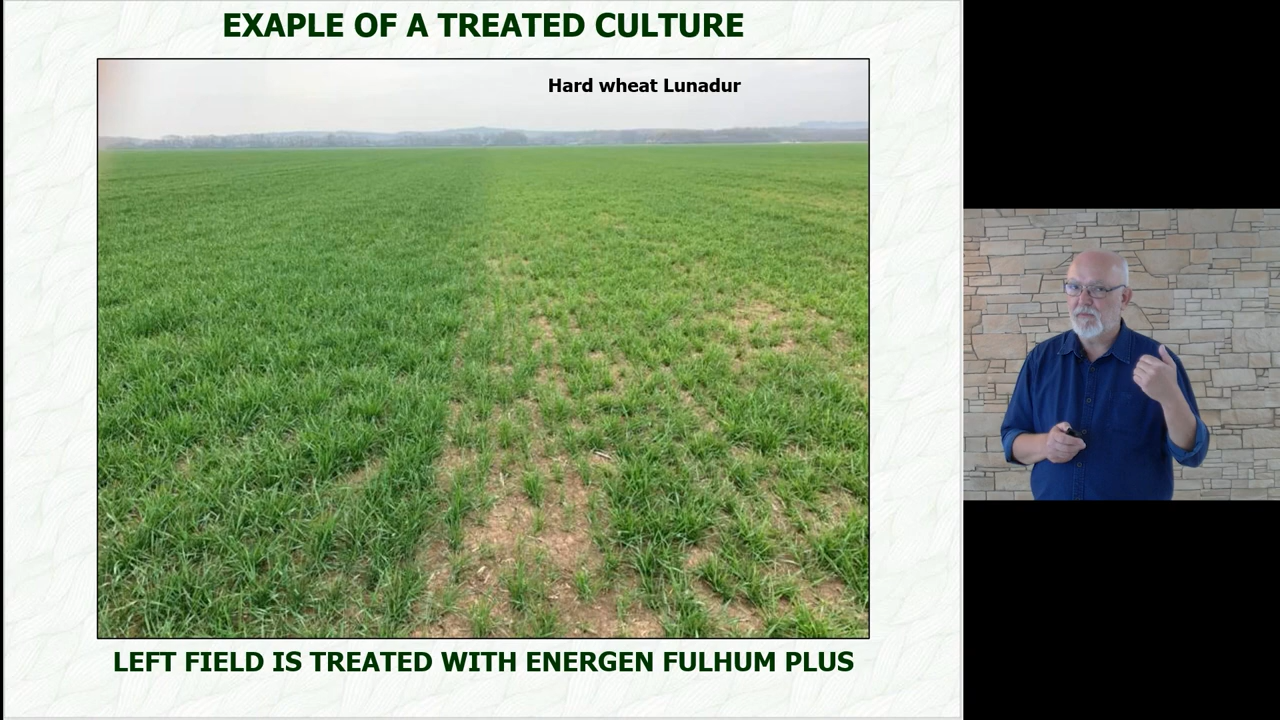 EXAPLE OF A TREATED CULTURE
Hard wheat Lunadur
LEFT FIELD IS TREATED WITH ENERGEN FULHUM PLUS